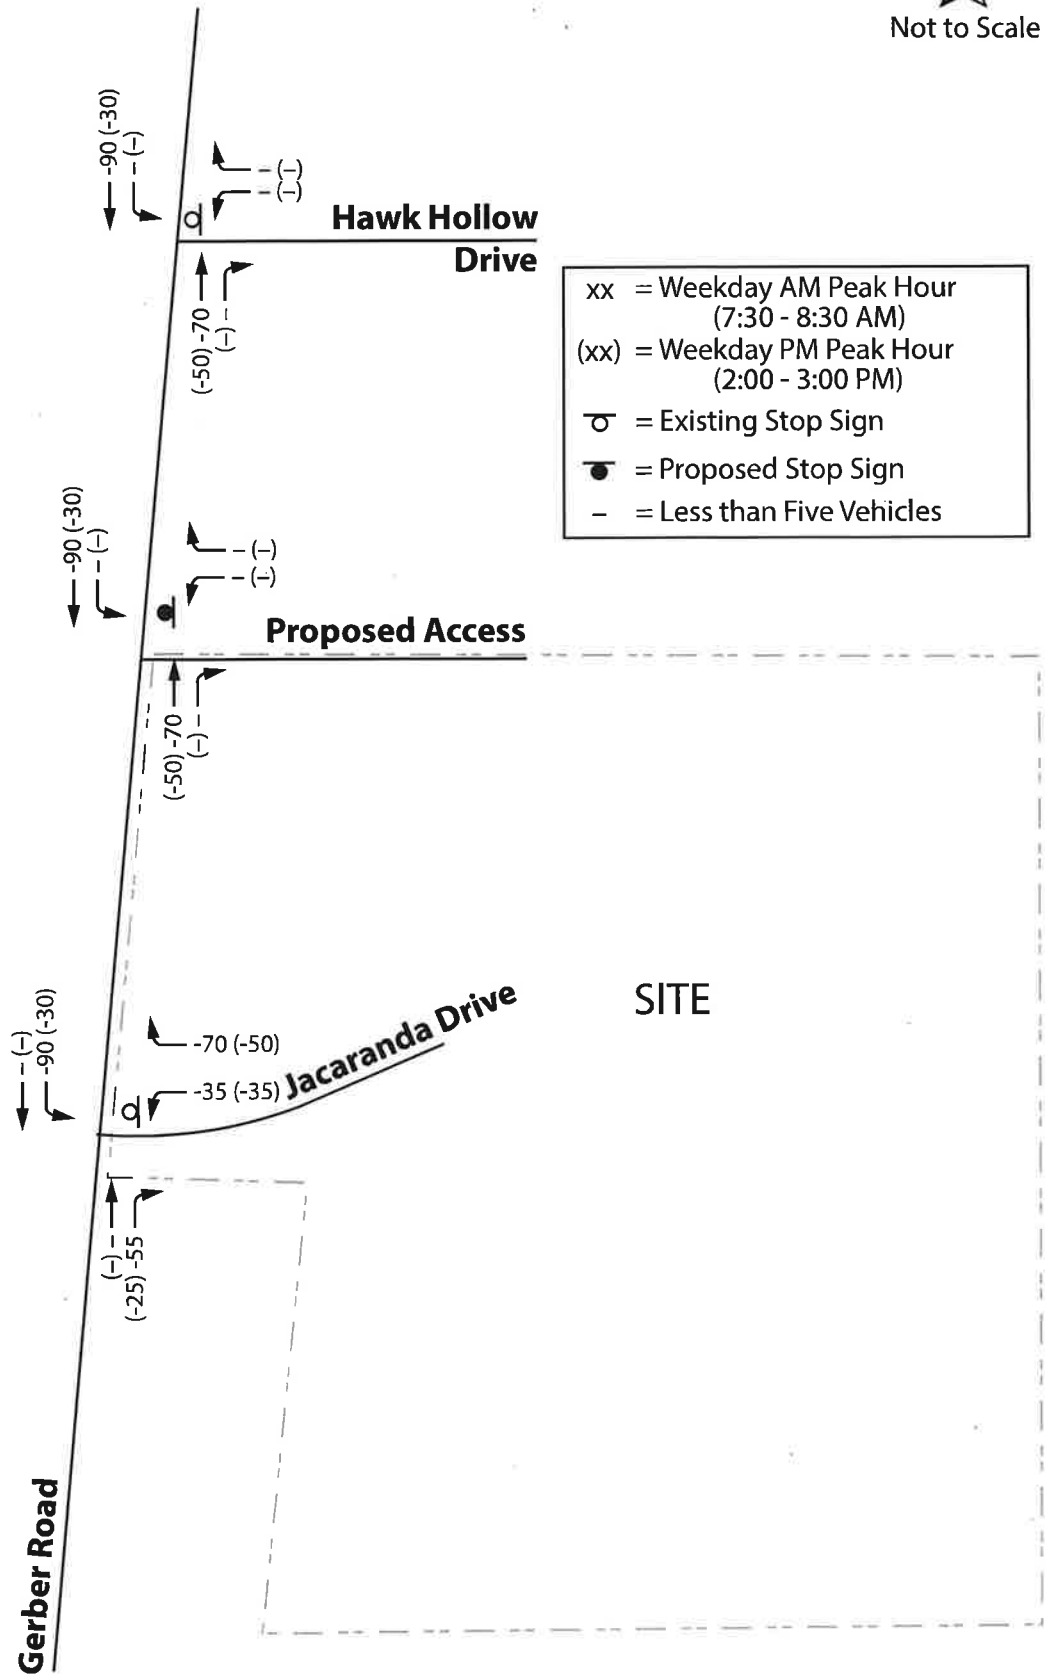 Not to Scale
-90 (-30)
– (–)
– (–)
– (–)
Hawk Hollow
Drive
(-50) -70
(–) –
xx = Weekday AM Peak Hour
(7:30 - 8:30 AM)
(xx) = Weekday PM Peak Hour
(2:00 - 3:00 PM)
= Existing Stop Sign
= Proposed Stop Sign
– = Less than Five Vehicles
-90 (-30)
– (–)
– (–)
– (–)
Proposed Access
(-50) -70
(–) –
– (–)
-90 (-30)
-70 (-50)
-35 (-35)
Jacaranda Drive
SITE
(–) –
(-25) -55
Gerber Road